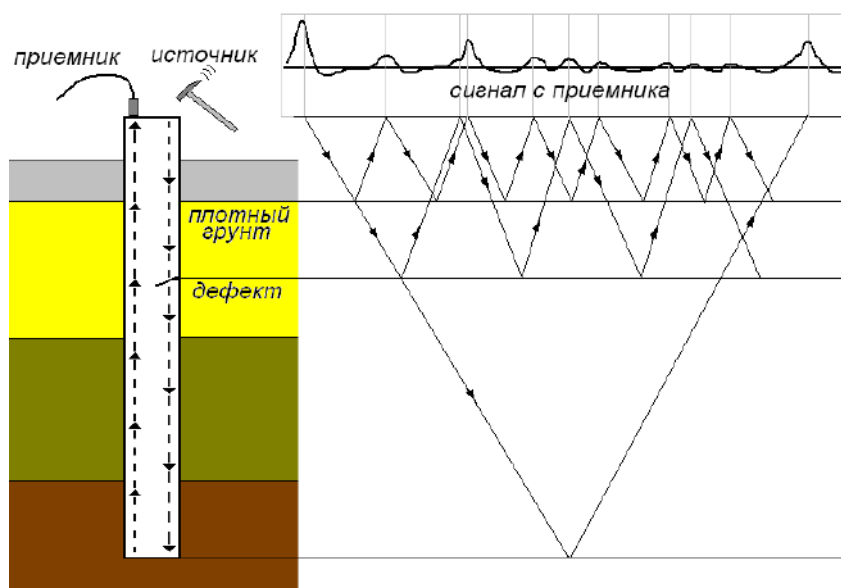 приемник
источник
сигнал с приемника
плотный
грунт
дефект